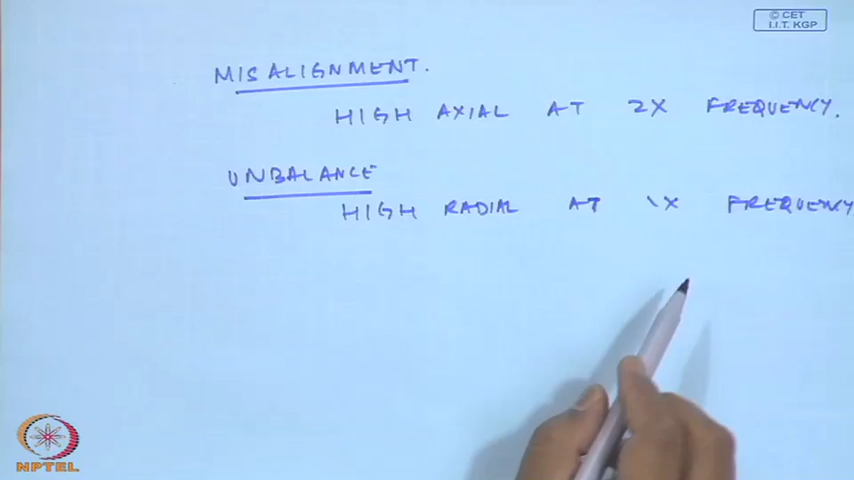 © CET
I.I.T. KGP
MISALIGNMENT.
HIGH AXIAL AT 2X FREQUENCY.
UNBALANCE
HIGH RADIAL AT 1X FREQUENCY
NPTEL